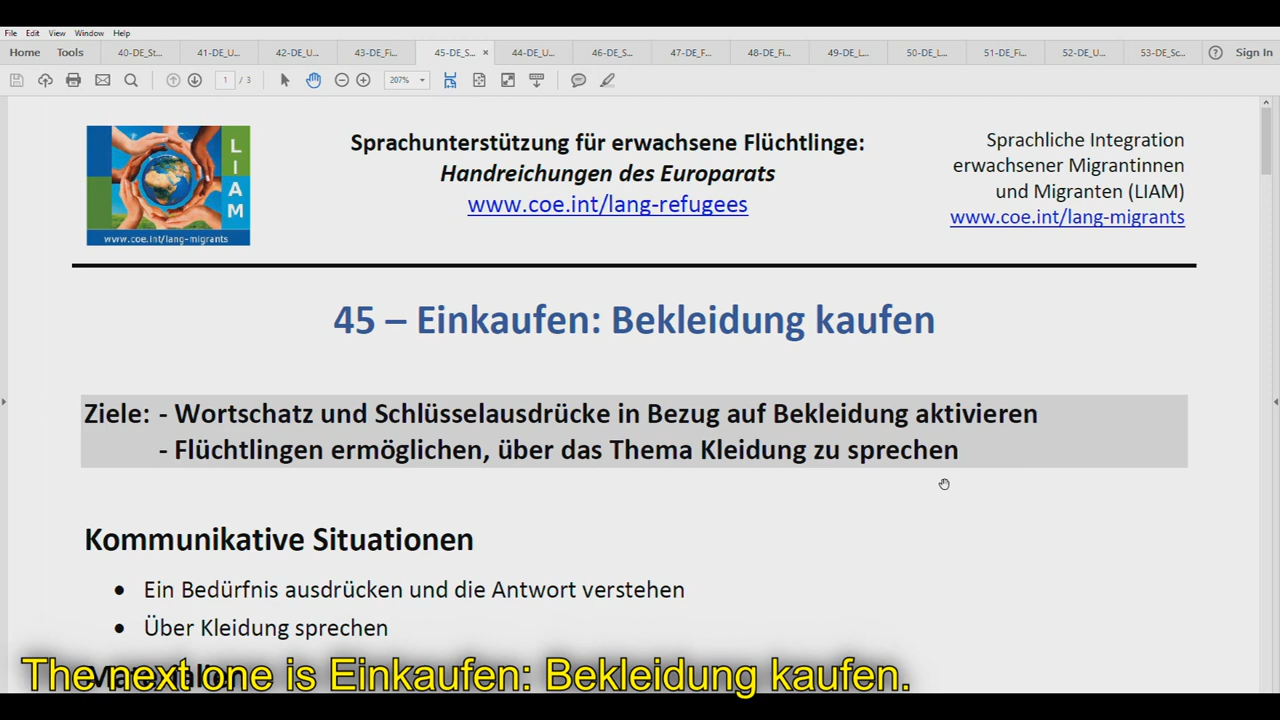 File Edit View Window Help
Home Tools 40-DE_St... 41-DE_U... 42-DE_U... 43-DE_Fi... 45-DE_S... × 44-DE_U... 46-DE_S... 47-DE_F... 48-DE_Fi... 49-DE_L... 50-DE_L... 51-DE_Fi... 52-DE_U... 53-DE_Sc... Sign In
1 / 3 207%
LIAM
www.coe.int/lang-migrants
Sprachunterstützung für erwachsene Flüchtlinge:
Handreichungen des Europarats
www.coe.int/lang-refugees
Sprachliche Integration
erwachsener Migrantinnen
und Migranten (LIAM)
www.coe.int/lang-migrants
45 – Einkaufen: Bekleidung kaufen
Ziele: - Wortschatz und Schlüsselausdrücke in Bezug auf Bekleidung aktivieren
- Flüchtlingen ermöglichen, über das Thema Kleidung zu sprechen
Kommunikative Situationen
• Ein Bedürfnis ausdrücken und die Antwort verstehen
• Über Kleidung sprechen
The next one is Einkaufen: Bekleidung kaufen.